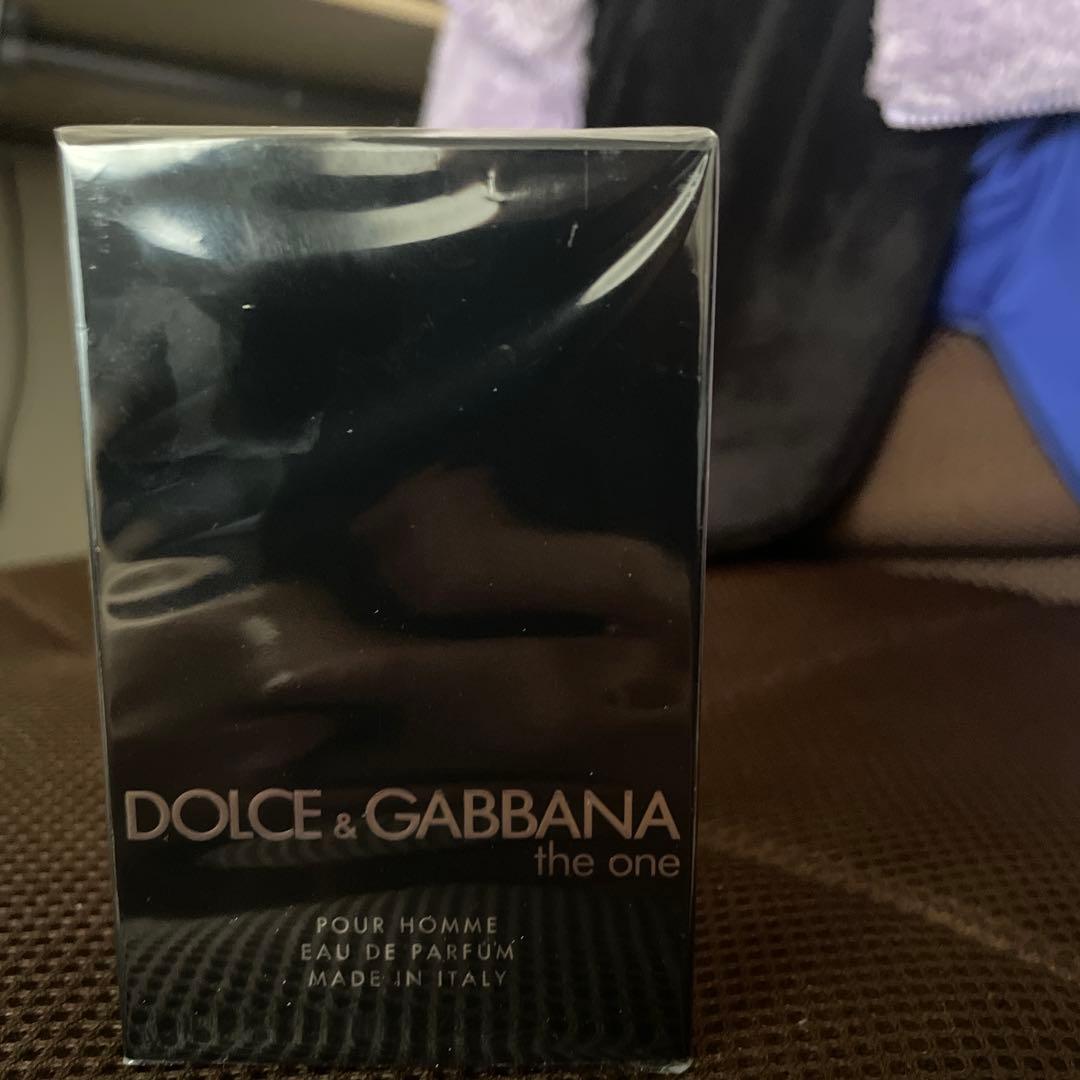 DOLCE & GABBANA
the one
POUR HOMME
EAU DE PARFUM
MADE IN ITALY